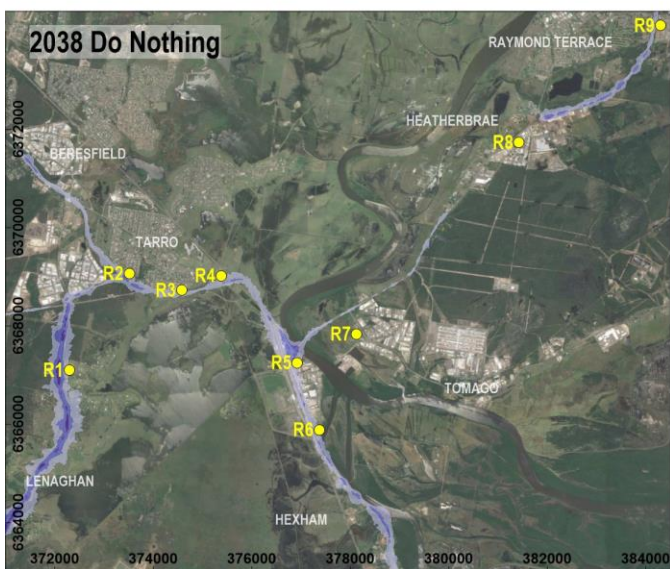 2038 Do Nothing
R9
RAYMOND TERRACE
HEATHERBRAE
R8
BERESFIELD
TARRO
R2
R3
R4
R7
R5
R1
TOMAGO
R6
LENAGHAN
HEXHAM
6372000
6370000
6368000
6366000
6364000
372000 374000 376000 378000 380000 382000 384000